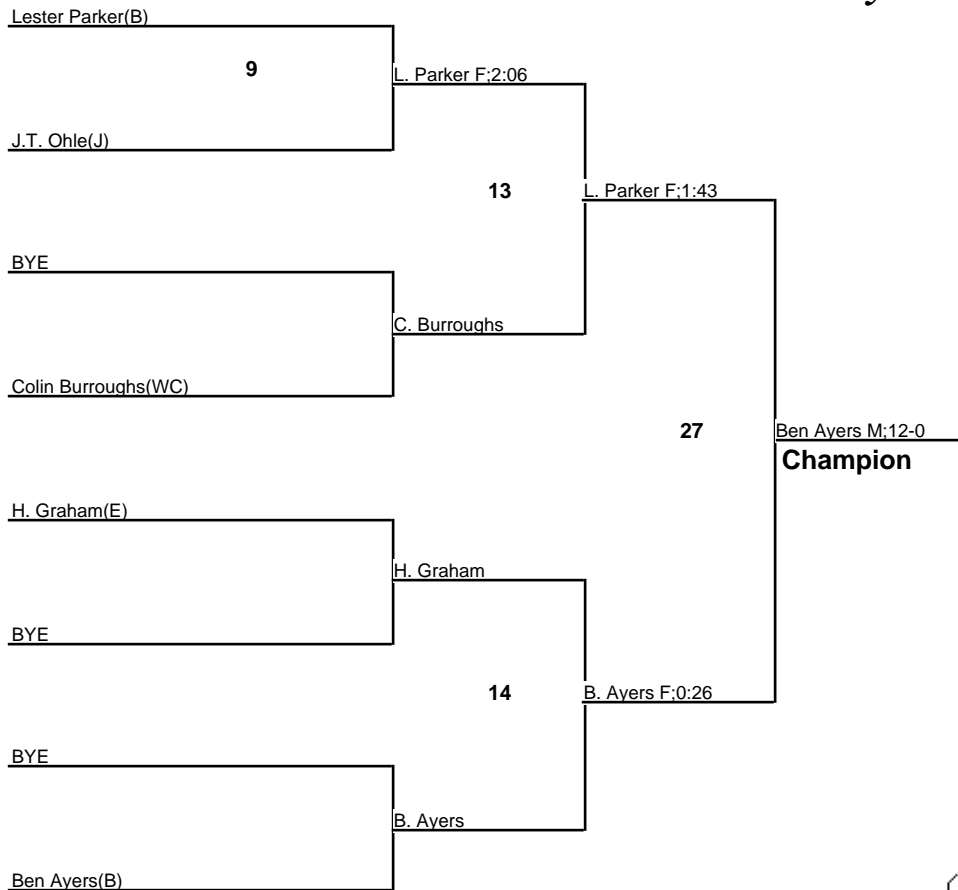 Lester Parker(B)
9
L. Parker F;2:06
J.T. Ohle(J)
13
L. Parker F;1:43
BYE
C. Burroughs
Colin Burroughs(WC)
27
Ben Ayers M;12-0
Champion
H. Graham(E)
H. Graham
BYE
14
B. Ayers F;0:26
BYE
B. Ayers
Ben Ayers(B)